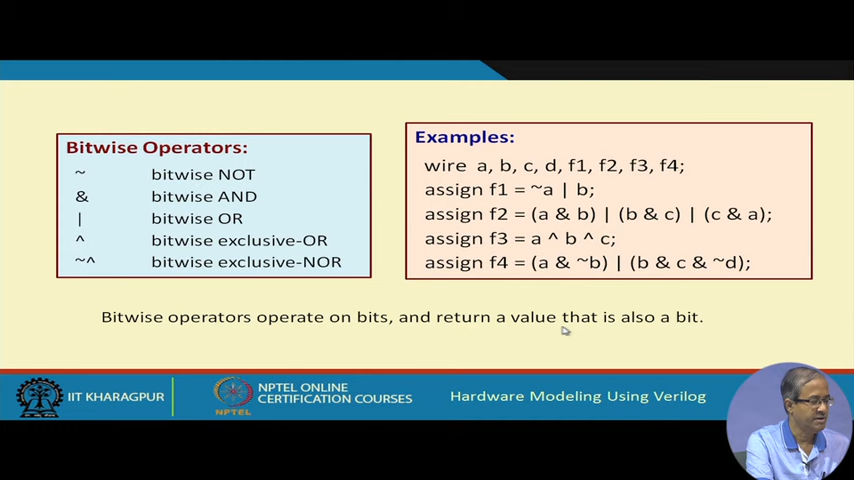 Bitwise Operators:
~ bitwise NOT
& bitwise AND
| bitwise OR
^ bitwise exclusive-OR
~^ bitwise exclusive-NOR
Examples:
wire a, b, c, d, f1, f2, f3, f4;
assign f1 = ~a | b;
assign f2 = (a & b) | (b & c) | (c & a);
assign f3 = a ^ b ^ c;
assign f4 = (a & ~b) | (b & c & ~d);
Bitwise operators operate on bits, and return a value that is also a bit.
IIT KHARAGPUR
NPTEL
NPTEL ONLINE
CERTIFICATION COURSES
Hardware Modeling Using Verilog